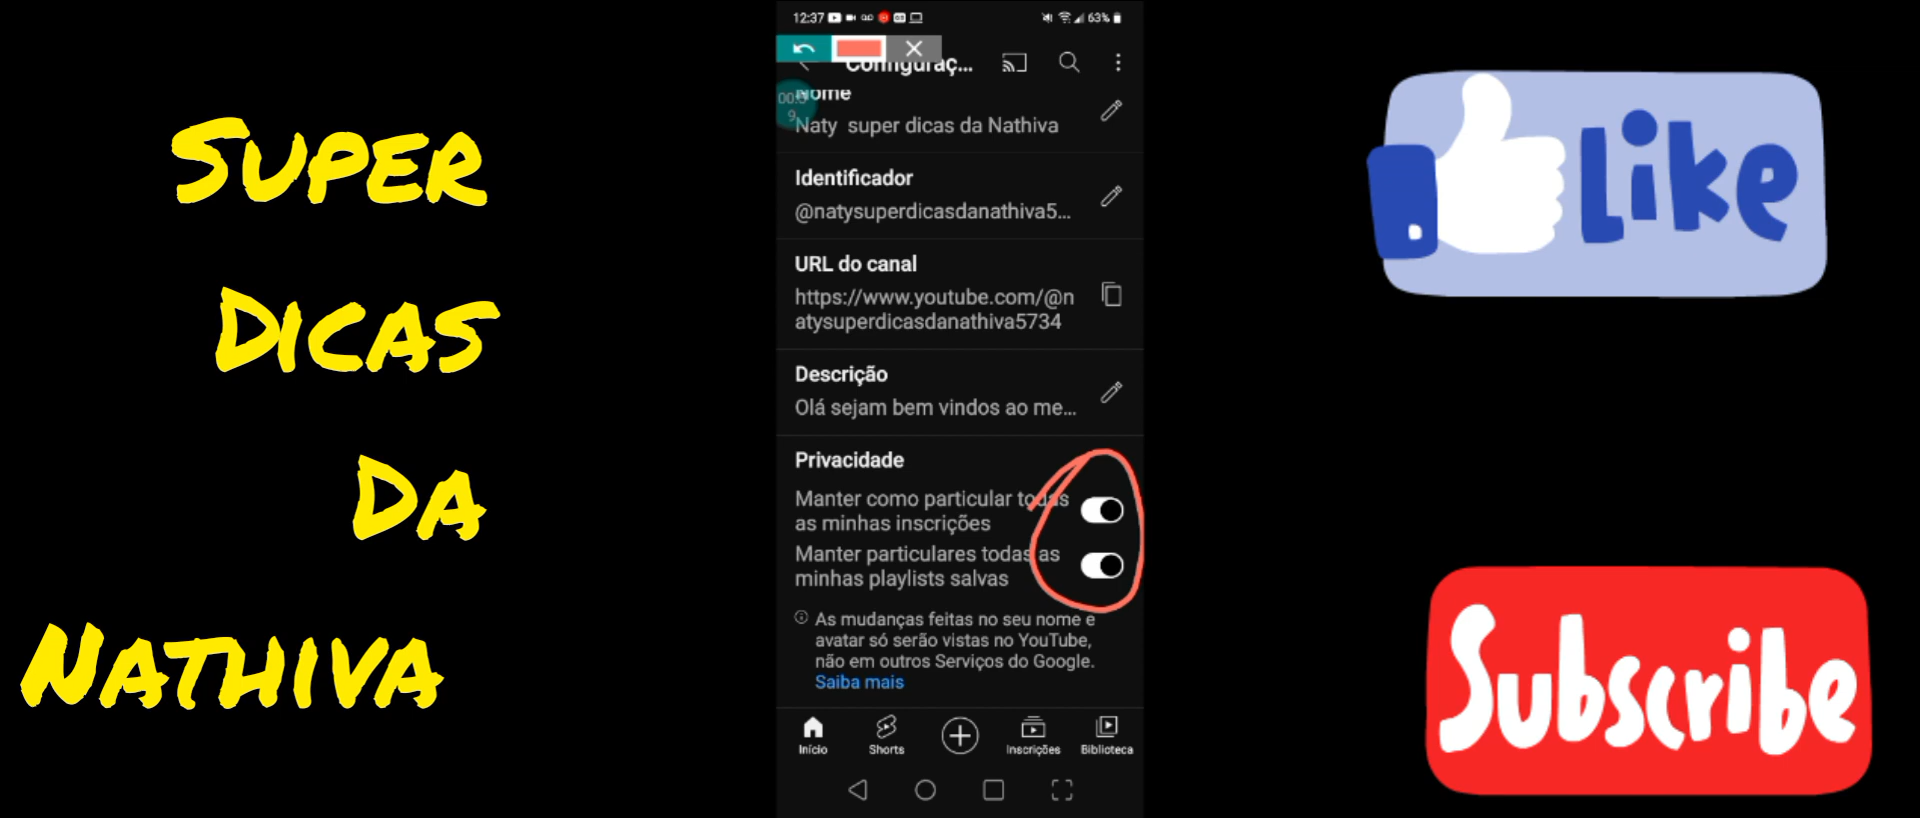 Super
Dicas
Da
Nathiva
12:37
63%
Configuraç...
Nome
Naty super dicas da Nathiva
Identificador
@natysuperdicasdanathiva5...
URL do canal
https://www.youtube.com/@n
atysuperdicasdanathiva5734
Descrição
Olá sejam bem vindos ao me...
Privacidade
Manter como particular todas
as minhas inscrições
Manter particulares todas as
minhas playlists salvas
As mudanças feitas no seu nome e
avatar só serão vistas no YouTube,
não em outros Serviços do Google.
Saiba mais
Início
Shorts
Inscrições
Biblioteca
Like
Subscribe